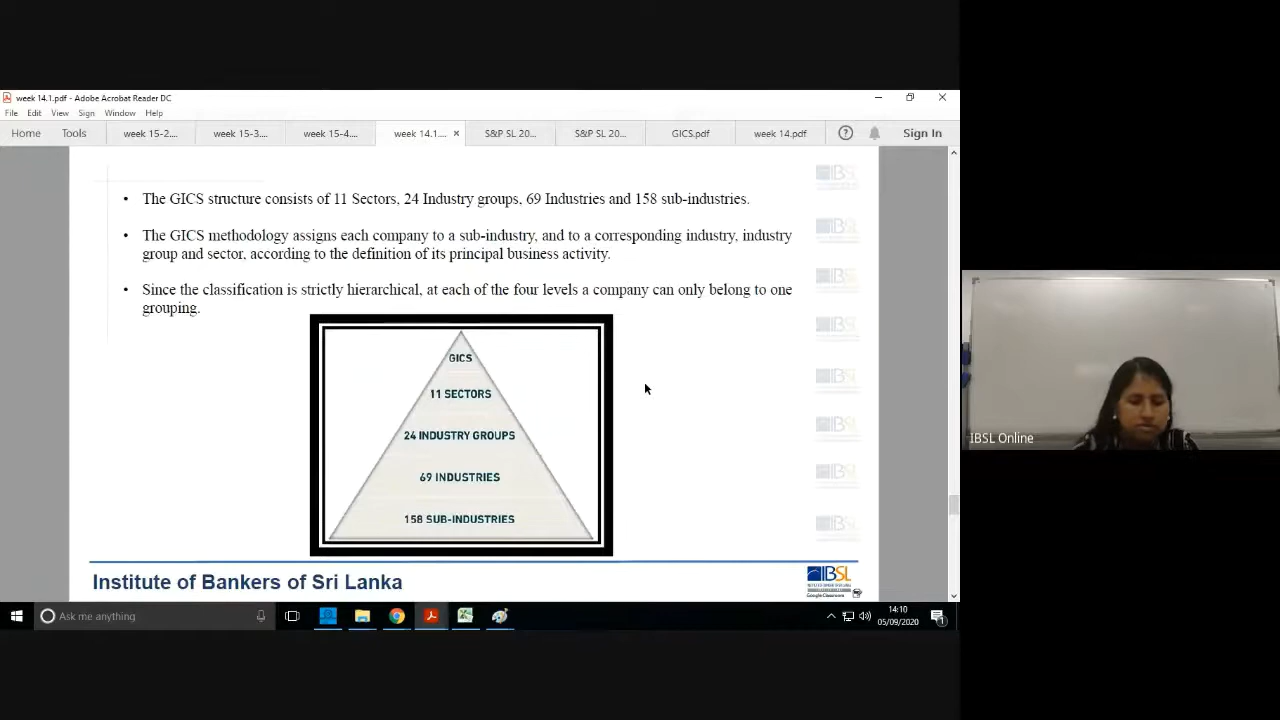 week 14.1.pdf - Adobe Acrobat Reader DC
File Edit View Sign Window Help
Home Tools week 15-2.... week 15-3.... week 15-4.... week 14.1.... × S&P SL 20... S&P SL 20... GICS.pdf week 14.pdf Sign In
• The GICS structure consists of 11 Sectors, 24 Industry groups, 69 Industries and 158 sub-industries.
• The GICS methodology assigns each company to a sub-industry, and to a corresponding industry, industry
group and sector, according to the definition of its principal business activity.
• Since the classification is strictly hierarchical, at each of the four levels a company can only belong to one
grouping.
GICS
11 SECTORS
24 INDUSTRY GROUPS
69 INDUSTRIES
158 SUB-INDUSTRIES
Institute of Bankers of Sri Lanka
IBSL
Google Classroom
IBSL Online
Ask me anything
14:10
05/09/2020
1